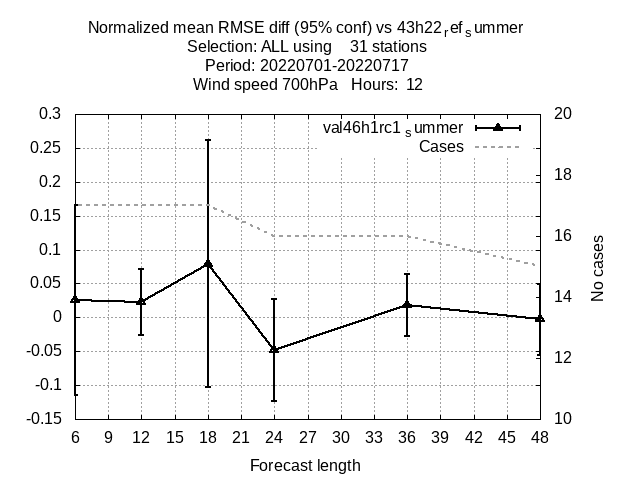 Normalized mean RMSE diff (95% conf) vs 43h22refsummer
Selection: ALL using 31 stations
Period: 20220701-20220717
Wind speed 700hPa Hours: 12
val46h1rc1summer
Cases
0.3
0.25
0.2
0.15
0.1
0.05
0
-0.05
-0.1
-0.15
20
18
16
14
12
10
No cases
6 9 12 15 18 21 24 27 30 33 36 39 42 45 48
Forecast length